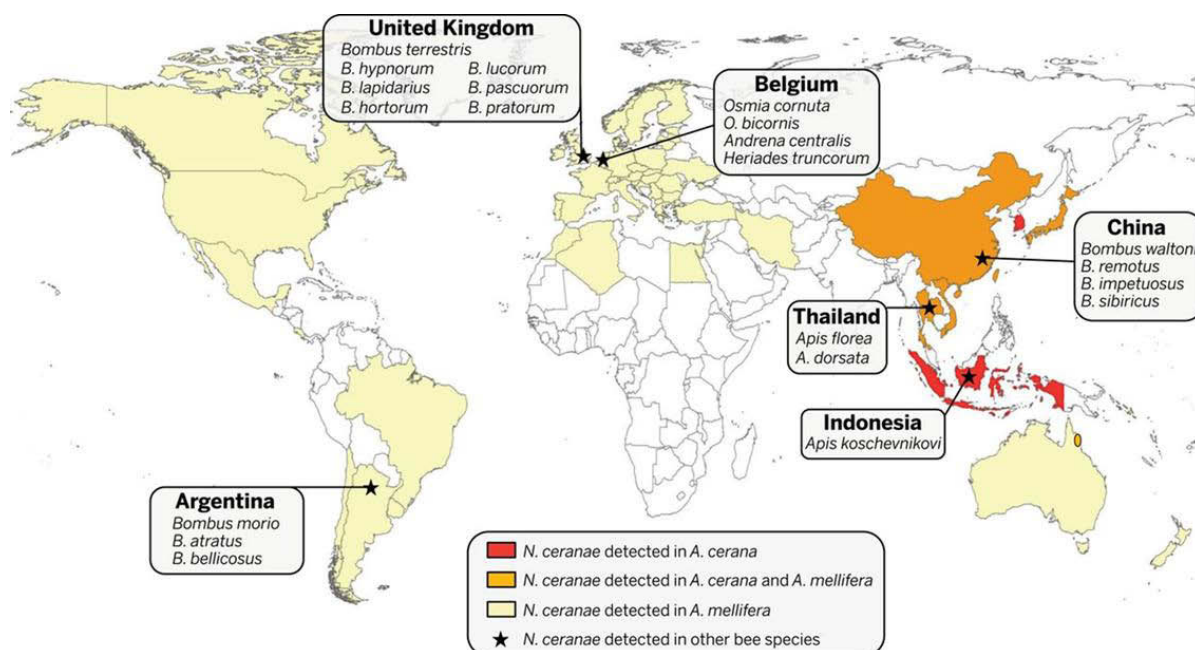 United Kingdom
Bombus terrestris
B. hypnorum B. lucorum
B. lapidarius B. pascuorum
B. hortorum B. pratorum
Belgium
Osmia cornuta
O. bicornis
Andrena centralis
Heriades truncorum
China
Bombus waltoni
B. remotus
B. impetuosus
B. sibiricus
Thailand
Apis florea
A. dorsata
Indonesia
Apis koschevnikovi
Argentina
Bombus morio
B. atratus
B. bellicosus
N. ceranae detected in A. cerana
N. ceranae detected in A. cerana and A. mellifera
N. ceranae detected in A. mellifera
N. ceranae detected in other bee species